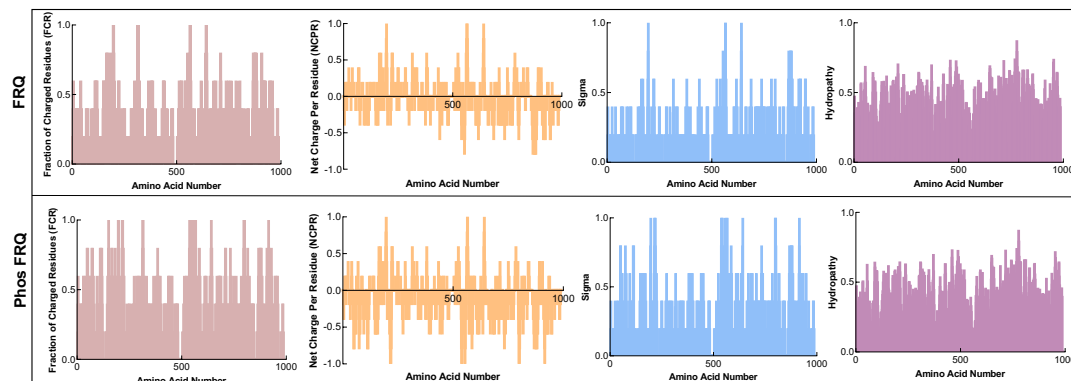 FRQ
Fraction of Charged Residues (FCR)
1.0
0.5
0.0
0
500
1000
Amino Acid Number
Net Charge Per Residue (NCPR)
1.0
0.5
0.0
-0.5
-1.0
500
1000
Amino Acid Number
Sigma
1.0
0.5
0.0
0
500
1000
Amino Acid Number
Hydropathy
1.0
0.5
0.0
0
500
1000
Amino Acid Number
Phos FRQ
Fraction of Charged Residues (FCR)
1.0
0.5
0.0
0
500
1000
Amino Acid Number
Net Charge Per Residue (NCPR)
1.0
0.5
0.0
-0.5
-1.0
500
1000
Amino Acid Number
Sigma
1.0
0.5
0.0
0
500
1000
Amino Acid Number
Hydropathy
1.0
0.5
0.0
0
500
1000
Amino Acid Number